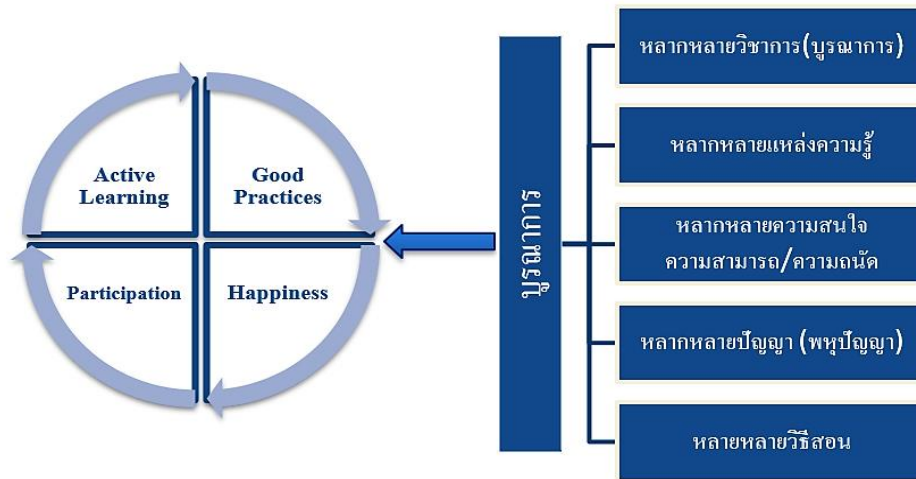 Active
Learning
Good
Practices
Participation
Happiness
บูรณาการ
หลากหลายวิชาการ(บูรณาการ)
หลากหลายแหล่งความรู้
หลากหลายความสนใจ
ความสามารถ/ความถนัด
หลากหลายปัญญา (พหุปัญญา)
หลายหลายวิธีสอน